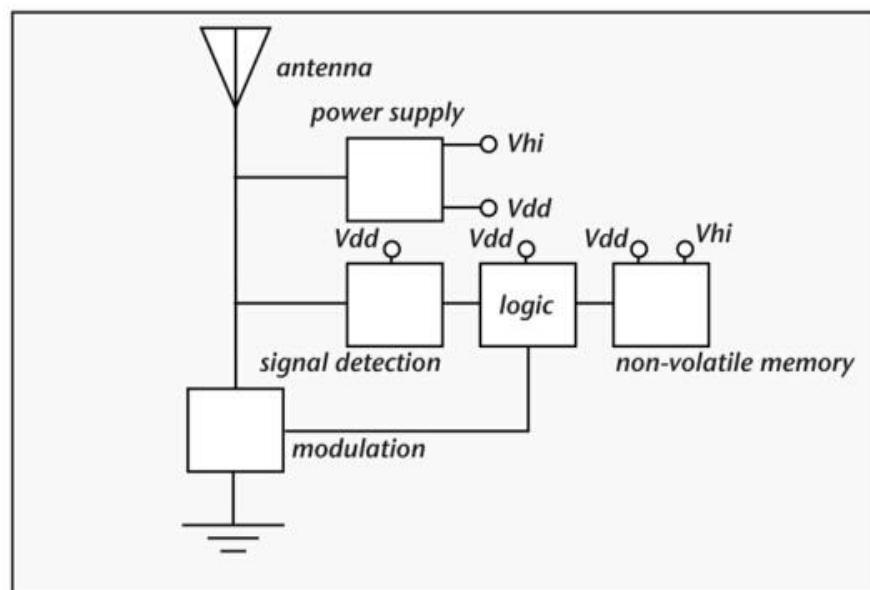 antenna
power supply
Vhi
Vdd
Vdd
Vdd
Vdd
Vhi
logic
signal detection
non-volatile memory
modulation